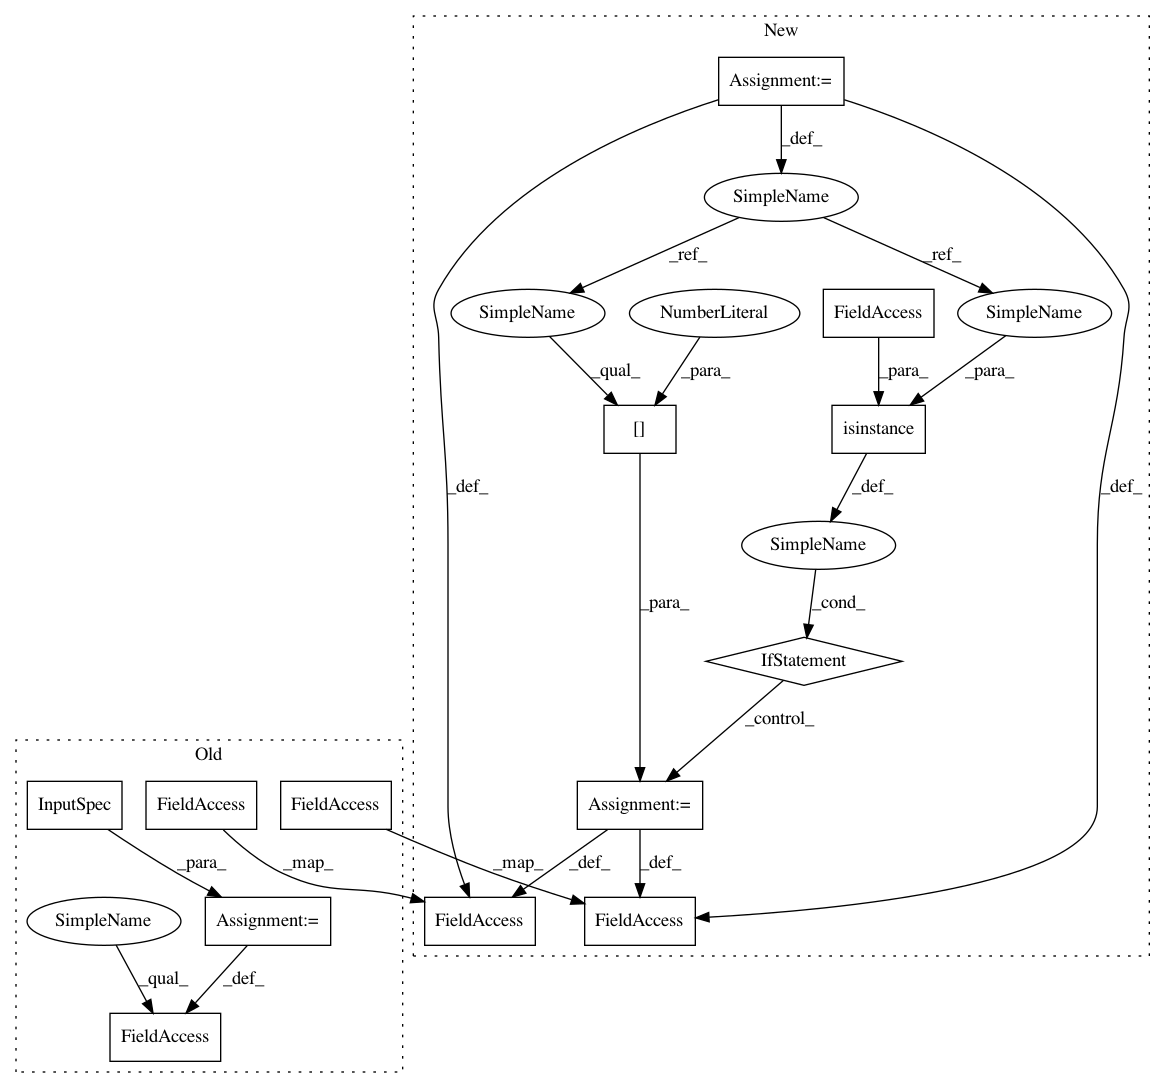 New
Assignment:=
_def_
SimpleName
_ref_ _ref_
SimpleName NumberLiteral FieldAccess SimpleName
_qual_ _para_ _para_ _para_
[] isinstance
_def_ _def_ _def_
SimpleName
_para_ _cond_
IfStatement
_control_
Old
InputSpec FieldAccess FieldAccess Assignment:=
_para_ _map_ _map_ _def_ _def_
SimpleName Assignment:= FieldAccess FieldAccess
_qual_ _def_
FieldAccess